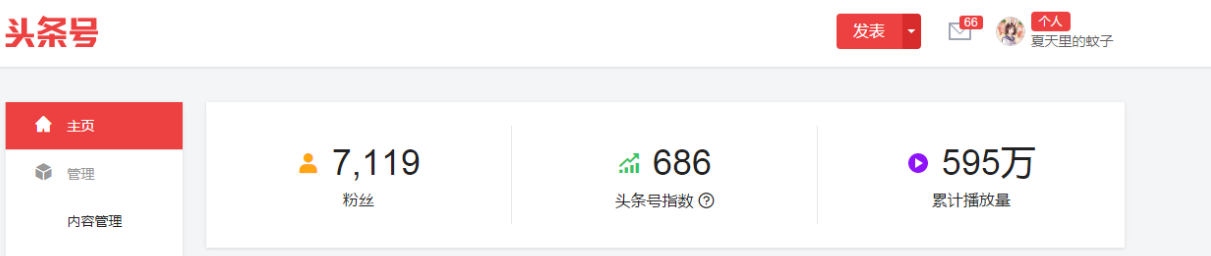 头条号
发表
66
个人
夏天里的蚊子
主页
管理
内容管理
7,119
粉丝
686
头条号指数
595万
累计播放量